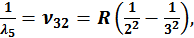 1/λ₅ = ν₃₂ = R(1/2² − 1/3²),